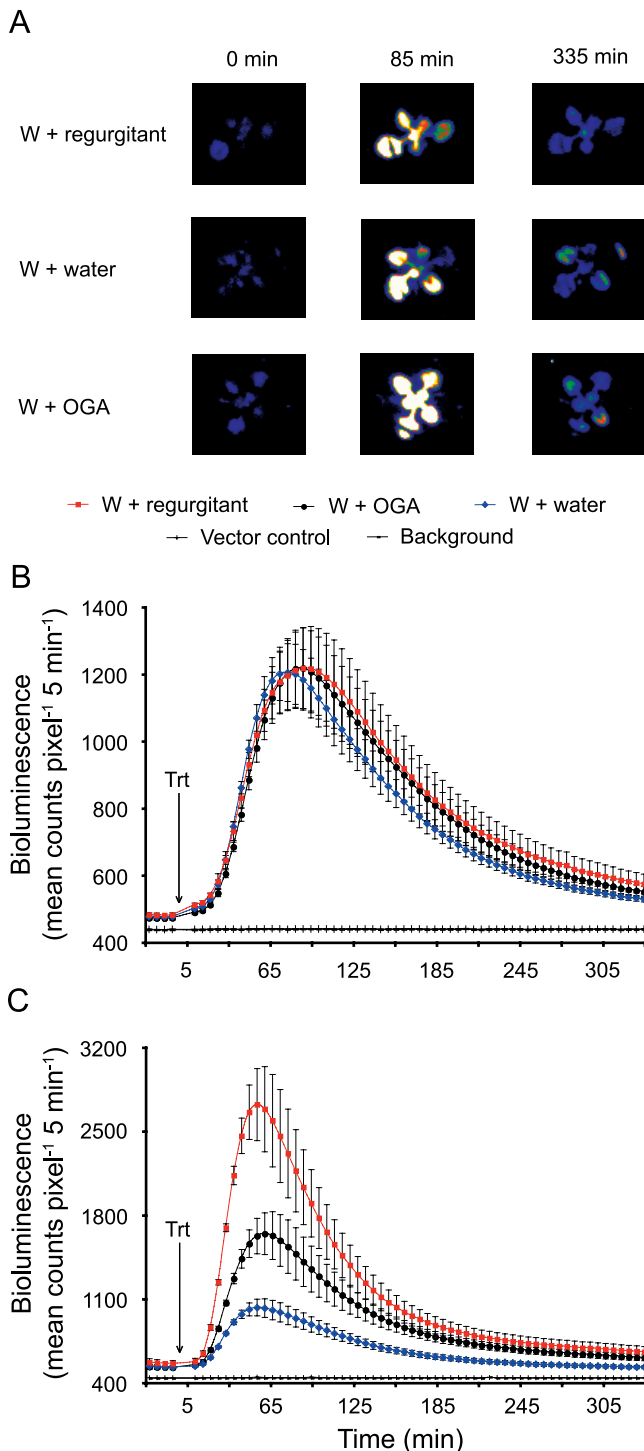 A
0 min 85 min 335 min
W + regurgitant
W + water
W + OGA
W + regurgitant W + OGA W + water
Vector control Background
B
Bioluminescence
(mean counts pixel⁻¹ 5 min⁻¹)
1400
1200
1000
800
600
400
Trt
5 65 125 185 245 305
C
Bioluminescence
(mean counts pixel⁻¹ 5 min⁻¹)
3200
2500
1800
1100
400
Trt
5 65 125 185 245 305
Time (min)